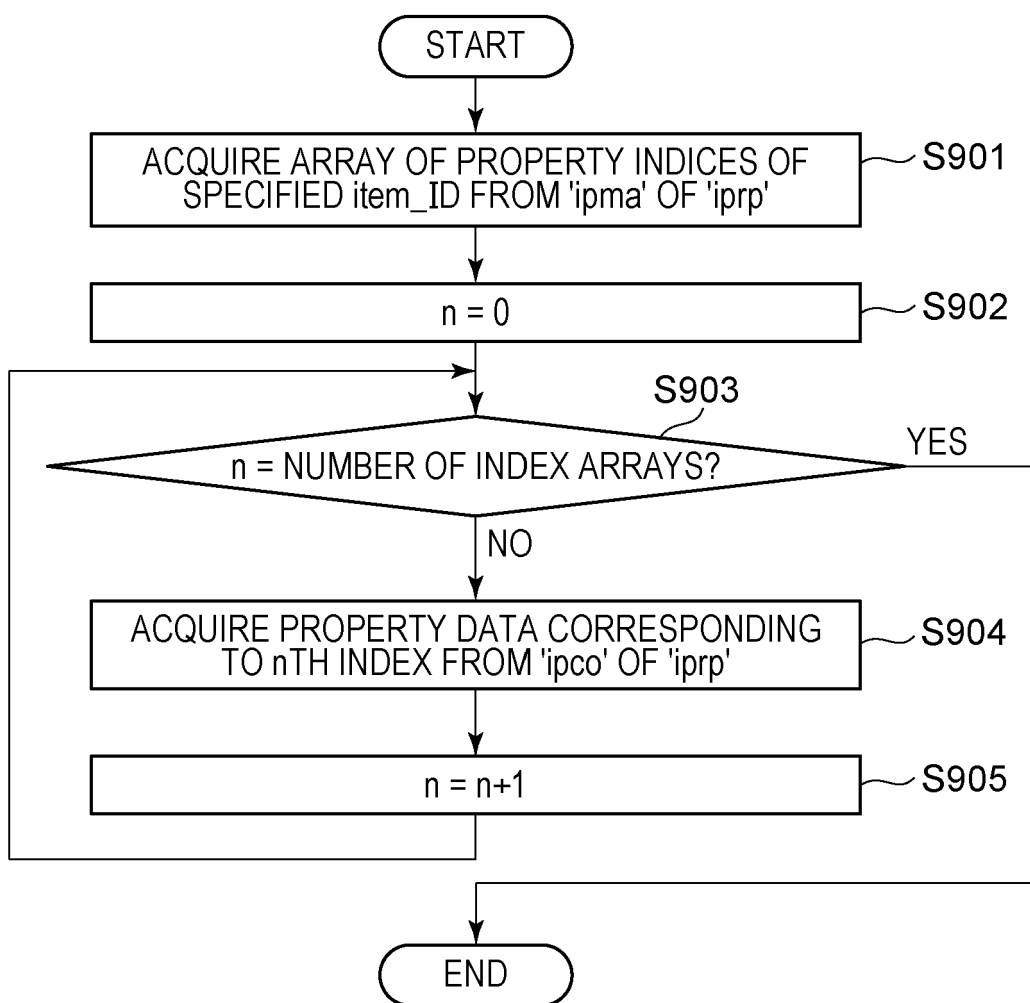 START
ACQUIRE ARRAY OF PROPERTY INDICES OF
SPECIFIED item_ID FROM 'ipma' OF 'iprp'
S901
n = 0
S902
S903
n = NUMBER OF INDEX ARRAYS?
YES
NO
ACQUIRE PROPERTY DATA CORRESPONDING
TO nTH INDEX FROM 'ipco' OF 'iprp'
S904
n = n+1
S905
END